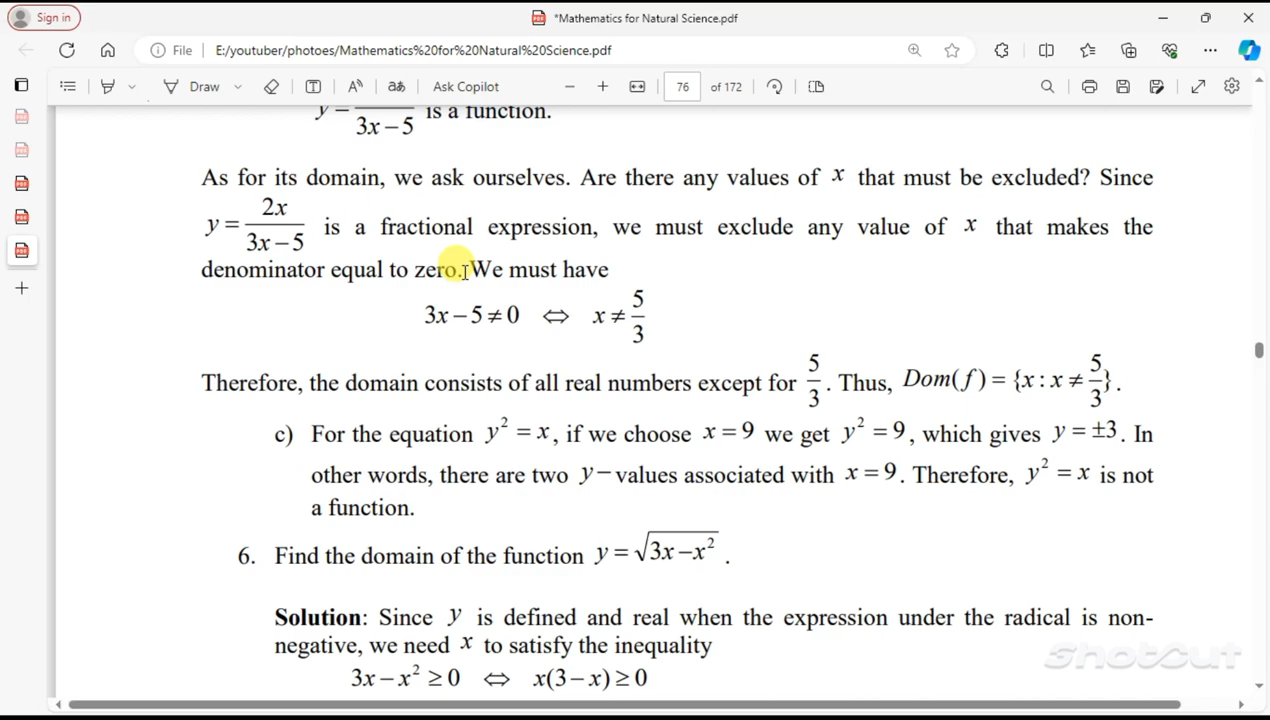 Sign in
*Mathematics for Natural Science.pdf
File
E:/youtuber/photoes/Mathematics%20for%20Natural%20Science.pdf
Draw
Ask Copilot
76 of 172
y = 3x – 5 is a function.
As for its domain, we ask ourselves. Are there any values of x that must be excluded? Since
y = 2x / 3x – 5 is a fractional expression, we must exclude any value of x that makes the
denominator equal to zero. We must have
3x – 5 ≠ 0 ⇔ x ≠ 5/3
Therefore, the domain consists of all real numbers except for 5/3. Thus, Dom(f) = {x : x ≠ 5/3}.
c) For the equation y² = x, if we choose x = 9 we get y² = 9, which gives y = ±3. In
other words, there are two y – values associated with x = 9. Therefore, y² = x is not
a function.
6. Find the domain of the function y = √3x – x².
Solution: Since y is defined and real when the expression under the radical is non-
negative, we need x to satisfy the inequality
3x – x² ≥ 0 ⇔ x(3 – x) ≥ 0
Shotcut